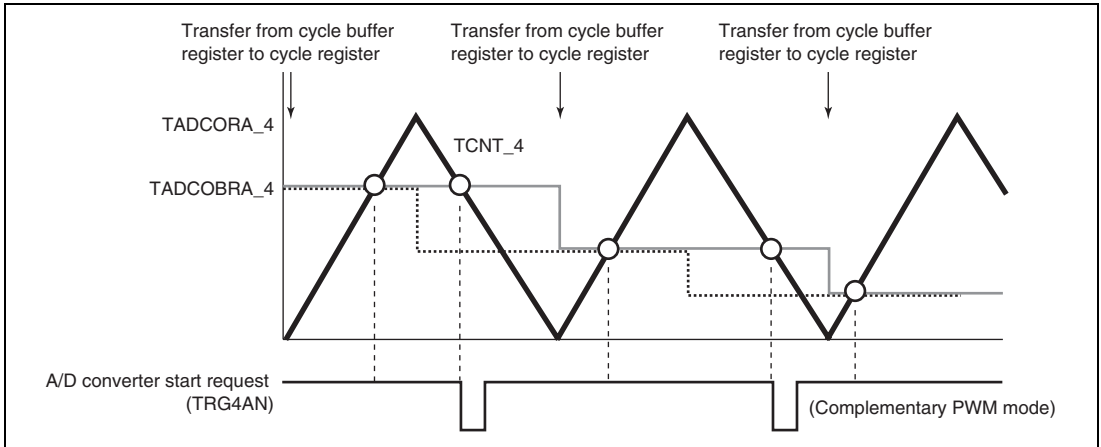 Transfer from cycle buffer
register to cycle register
Transfer from cycle buffer
register to cycle register
Transfer from cycle buffer
register to cycle register
TADCORA_4
TCNT_4
TADCOBRA_4
A/D converter start request
(TRG4AN)
(Complementary PWM mode)